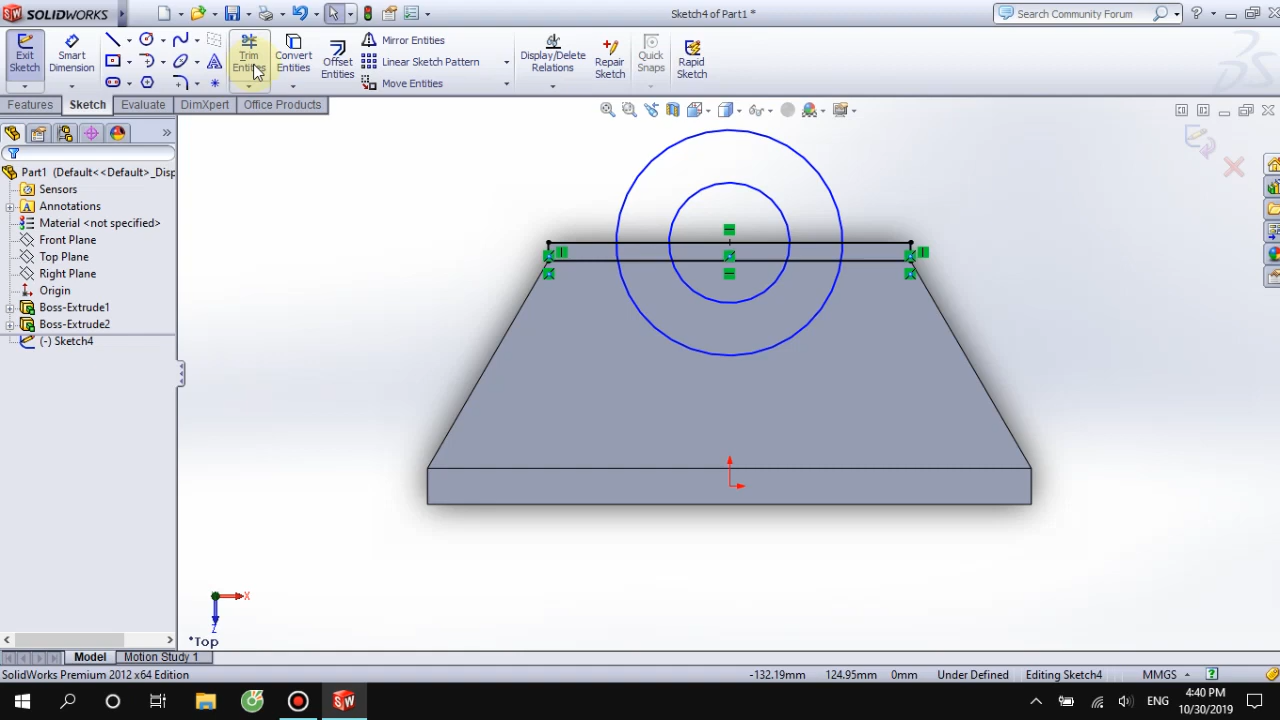 SOLIDWORKS
Sketch4 of Part1 *
Search Community Forum
Exit Sketch
Smart Dimension
Trim Entities
Convert Entities
Offset Entities
Mirror Entities
Linear Sketch Pattern
Move Entities
Display/Delete Relations
Repair Sketch
Quick Snaps
Rapid Sketch
Features
Sketch
Evaluate
DimXpert
Office Products
Part1 (Default<<Default>_Disp
Sensors
Annotations
Material <not specified>
Front Plane
Top Plane
Right Plane
Origin
Boss-Extrude1
Boss-Extrude2
(-) Sketch4
X
Z
*Top
Model
Motion Study 1
SolidWorks Premium 2012 x64 Edition
-132.19mm
124.95mm
0mm
Under Defined
Editing Sketch4
MMGS
ENG
4:40 PM
10/30/2019